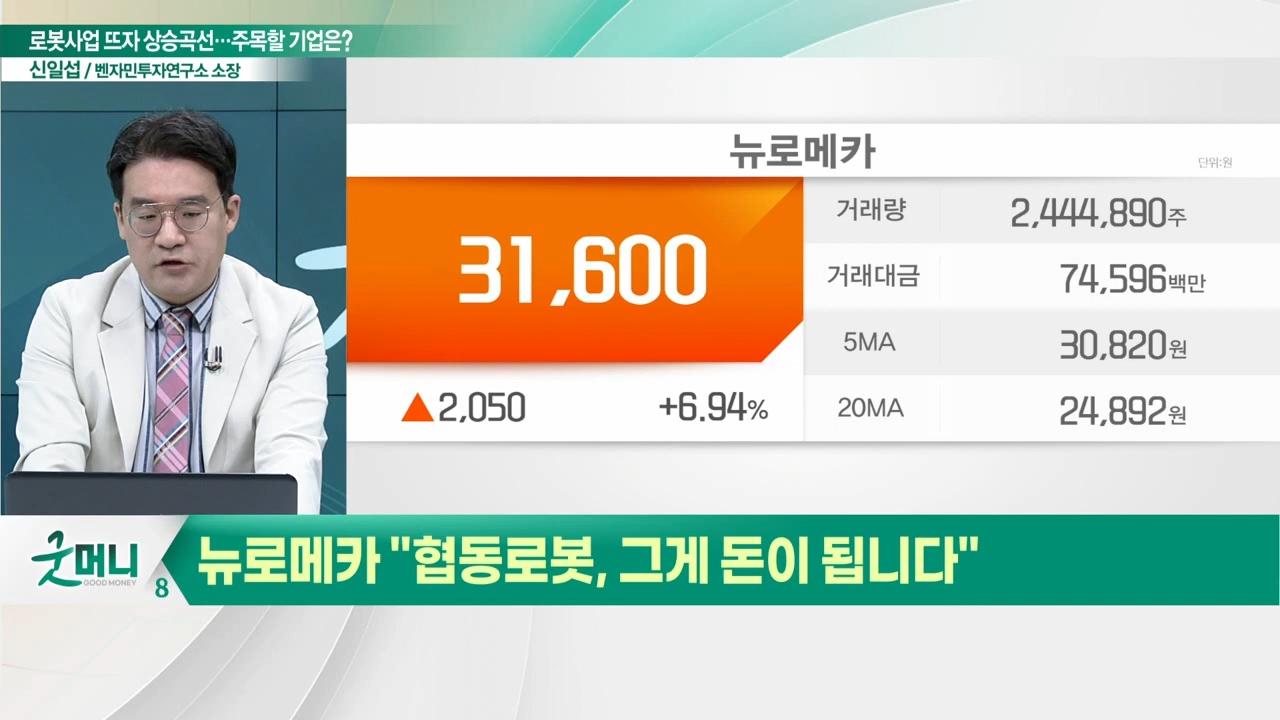 로봇사업 뜨자 상승곡선…주목할 기업은?
신일섭 / 벤자민투자연구소 소장
뉴로메카
단위:원
31,600
▲2,050 +6.94%
거래량 2,444,890주
거래대금 74,596백만
5MA 30,820원
20MA 24,892원
굿머니
GOOD MONEY
8
뉴로메카 "협동로봇, 그게 돈이 됩니다"